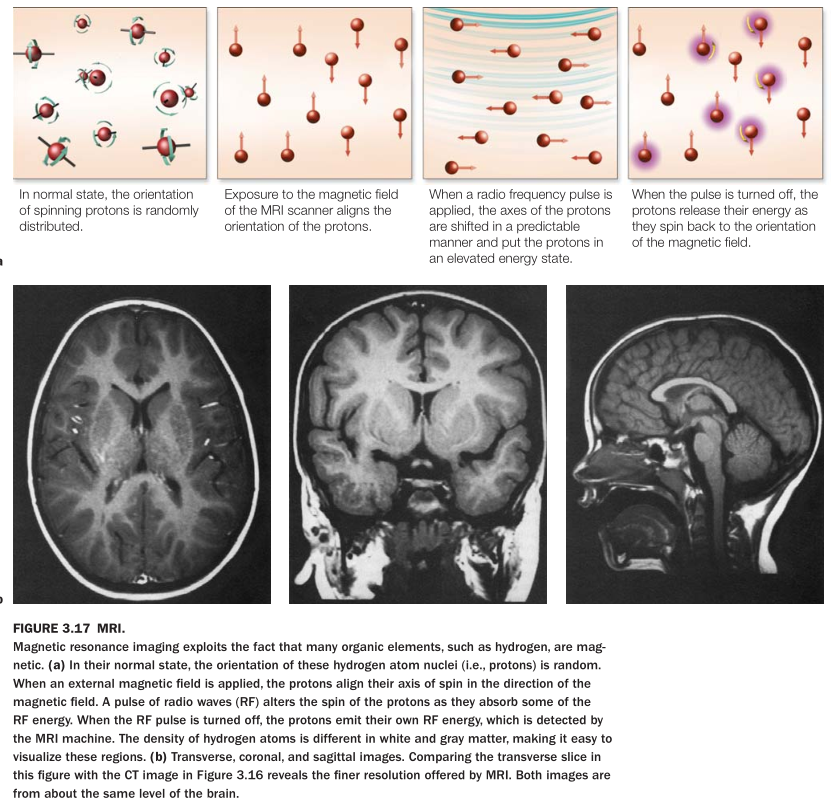 In normal state, the orientation
of spinning protons is randomly
distributed.
Exposure to the magnetic field
of the MRI scanner aligns the
orientation of the protons.
When a radio frequency pulse is
applied, the axes of the protons
are shifted in a predictable
manner and put the protons in
an elevated energy state.
When the pulse is turned off, the
protons release their energy as
they spin back to the orientation
of the magnetic field.
a
b
FIGURE 3.17 MRI.
Magnetic resonance imaging exploits the fact that many organic elements, such as hydrogen, are mag-
netic. (a) In their normal state, the orientation of these hydrogen atom nuclei (i.e., protons) is random.
When an external magnetic field is applied, the protons align their axis of spin in the direction of the
magnetic field. A pulse of radio waves (RF) alters the spin of the protons as they absorb some of the
RF energy. When the RF pulse is turned off, the protons emit their own RF energy, which is detected by
the MRI machine. The density of hydrogen atoms is different in white and gray matter, making it easy to
visualize these regions. (b) Transverse, coronal, and sagittal images. Comparing the transverse slice in
this figure with the CT image in Figure 3.16 reveals the finer resolution offered by MRI. Both images are
from about the same level of the brain.